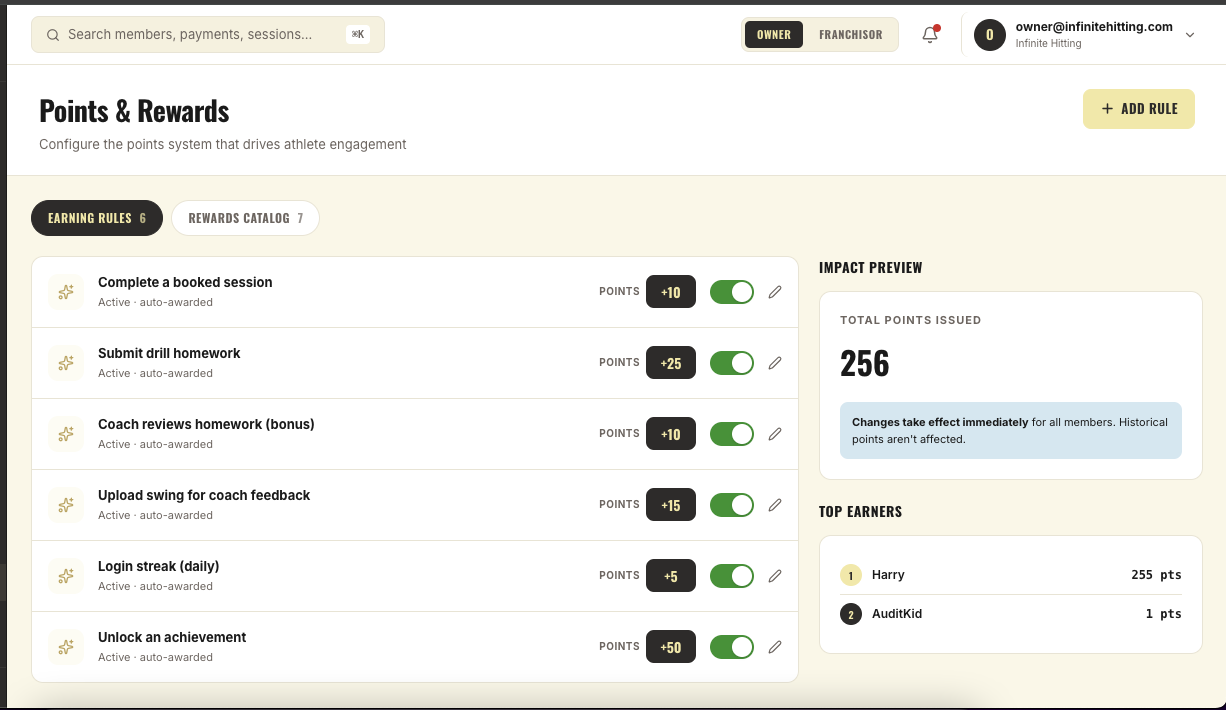 Search members, payments, sessions... ⌘K
OWNER FRANCHISOR
0
owner@infinitehitting.com
Infinite Hitting
Points & Rewards
Configure the points system that drives athlete engagement
+ ADD RULE
EARNING RULES 6
REWARDS CATALOG 7
Complete a booked session
Active · auto-awarded
POINTS +10
Submit drill homework
Active · auto-awarded
POINTS +25
Coach reviews homework (bonus)
Active · auto-awarded
POINTS +10
Upload swing for coach feedback
Active · auto-awarded
POINTS +15
Login streak (daily)
Active · auto-awarded
POINTS +5
Unlock an achievement
Active · auto-awarded
POINTS +50
IMPACT PREVIEW
TOTAL POINTS ISSUED
256
Changes take effect immediately for all members. Historical
points aren't affected.
TOP EARNERS
1 Harry 255 pts
2 AuditKid 1 pts